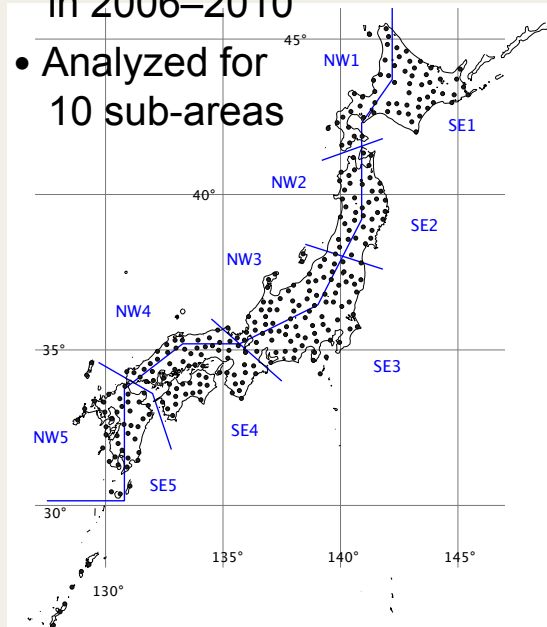 in 2006–2010
• Analyzed for
10 sub-areas
45°
NW1
SE1
40°
NW2
SE2
NW3
NW4
35°
SE3
SE4
NW5
SE5
30°
135°
140°
145°
130°